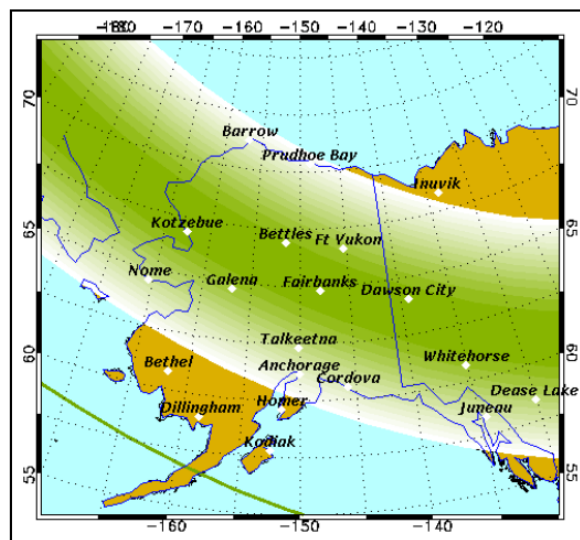 -180 -180 -170 -160 -150 -140 -130 -120
70 70
Barrow
Prudhoe Bay
Inuvik
65 65
Kotzebue
Bettles
Ft Yukon
Nome
Galena
Fairbanks
Dawson City
60 60
Talkeetna
Bethel
Anchorage
Whitehorse
Cordova
Dillingham
Homer
Dease Lake
Juneau
Kodiak
55 55
-160 -150 -140